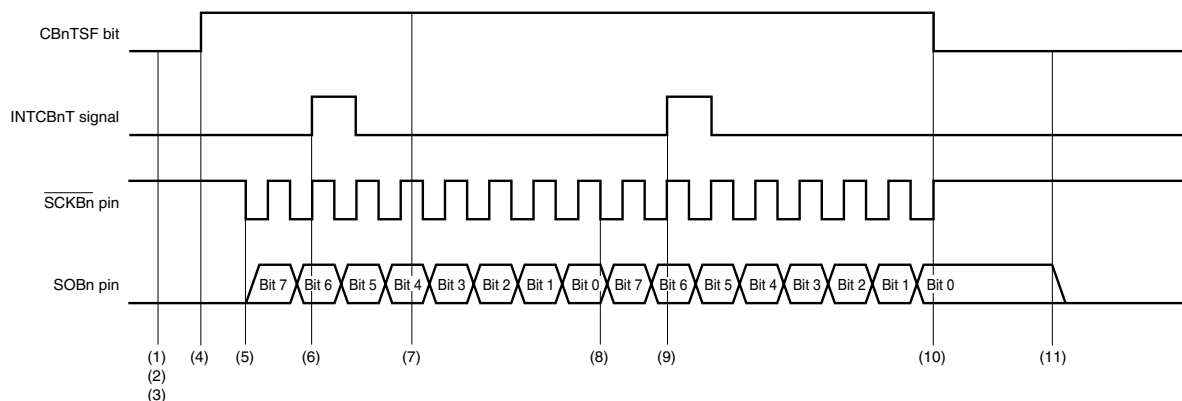 CBnTSF bit
INTCBnT signal
SCKBn pin
SOBn pin
Bit 7 Bit 6 Bit 5 Bit 4 Bit 3 Bit 2 Bit 1 Bit 0 Bit 7 Bit 6 Bit 5 Bit 4 Bit 3 Bit 2 Bit 1 Bit 0
(1) (4) (5) (6) (7) (8) (9) (10) (11)
(2)
(3)